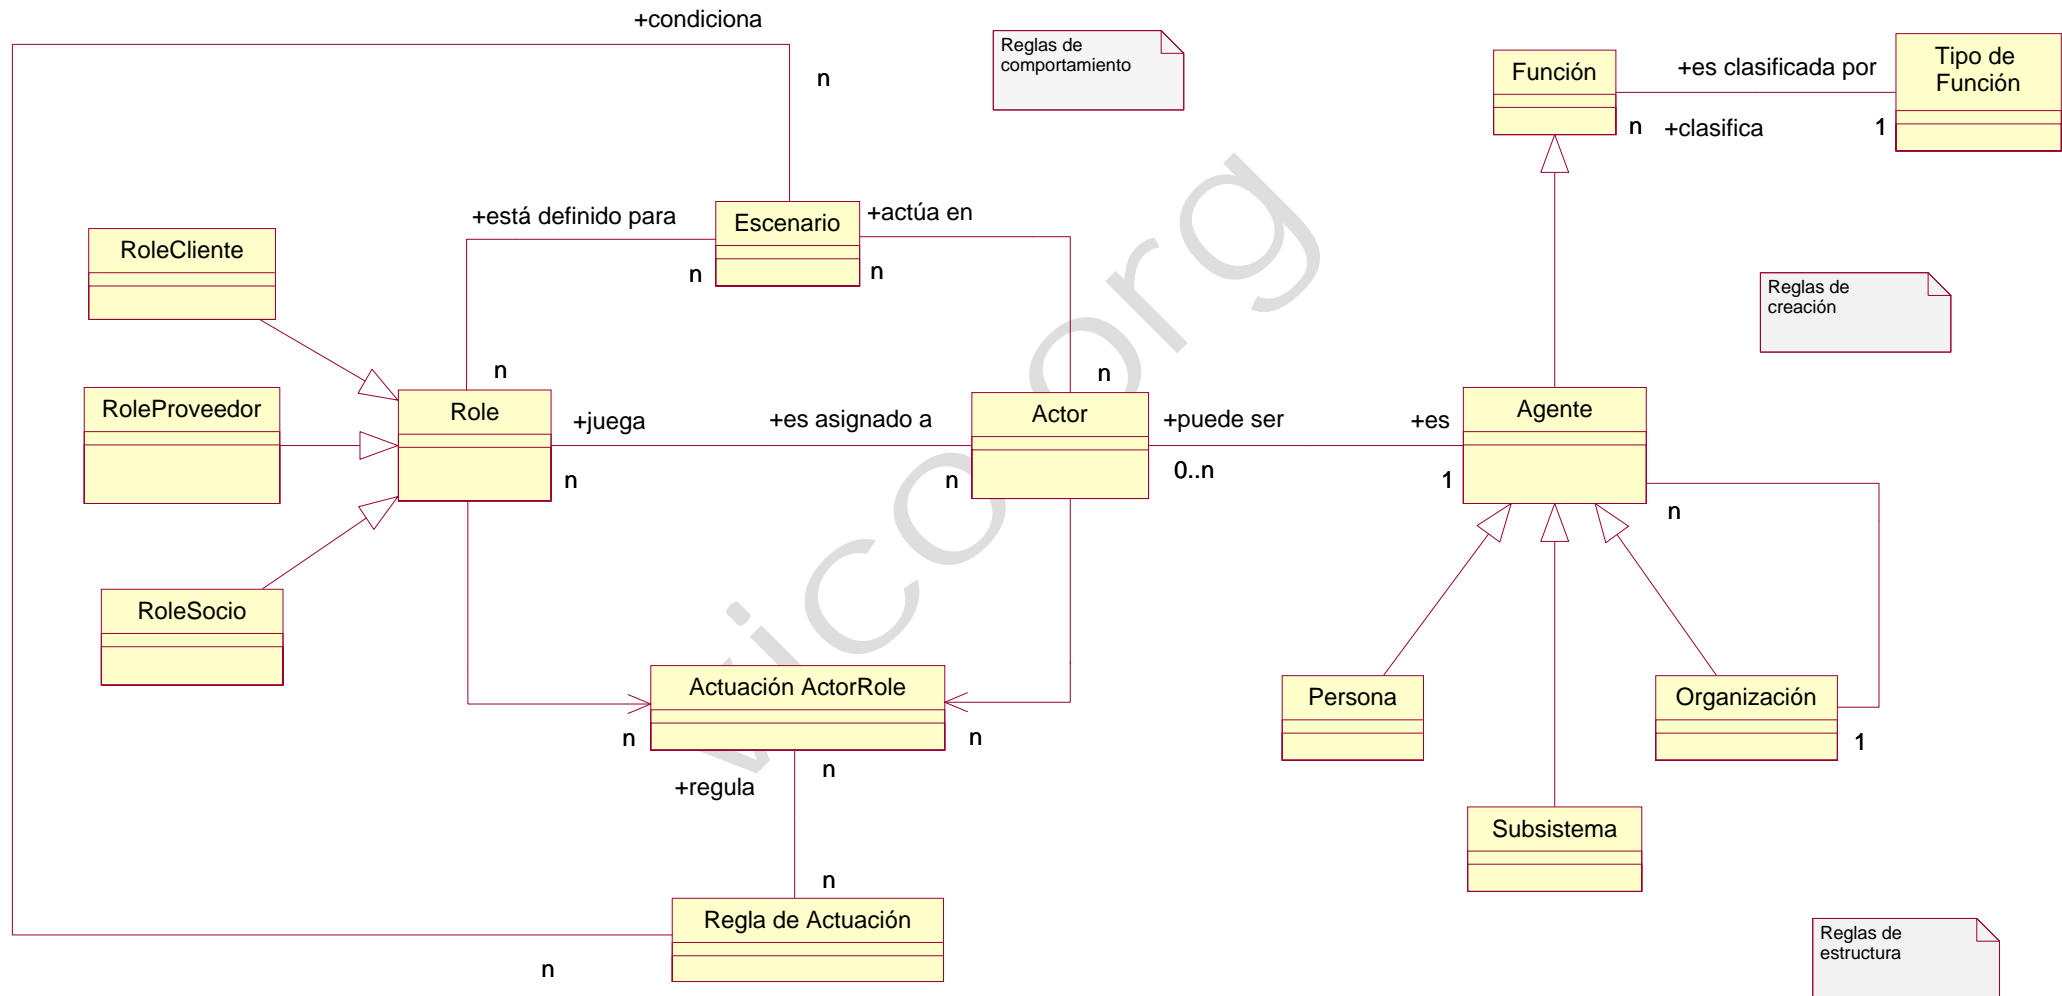 +condiciona
n
Reglas de
comportamiento
Función
+es clasificada por
Tipo de
Función
n
+clasifica
1
+está definido para
Escenario
+actúa en
n
n
RoleCliente
Reglas de
creación
n
n
RoleProveedor
Role
+juega
+es asignado a
Actor
+puede ser
+es
Agente
n
n
0..n
1
n
RoleSocio
Actuación ActorRole
Persona
Organización
n
n
1
n
+regula
Subsistema
n
Regla de Actuación
n
Reglas de
estructura
vico.org